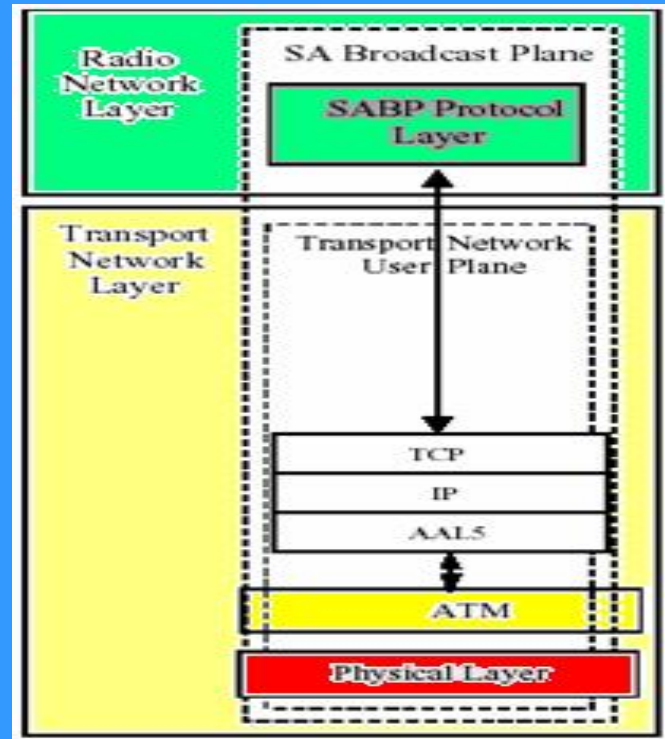 Radio
Network
Layer
SA Broadcast Plane
SABP Protocol
Layer
Transport
Network
Layer
Transport Network
User Plane
TCP
IP
AAL5
ATM
Physical Layer